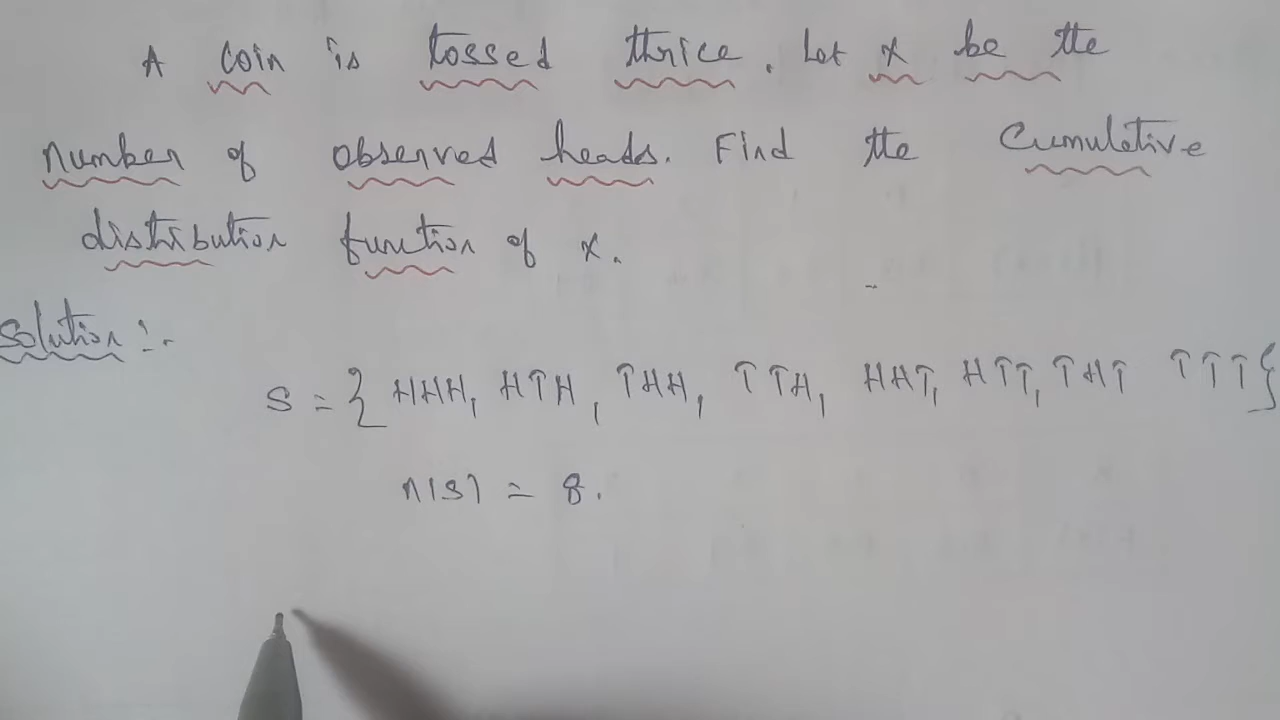 A coin is tossed thrice. Let x be the
number of observed heads. Find the Cumulative
distribution function of x.
Solution :-
S = { HHH, HTH, THH, TTH, HHT, HTT, THT TTT}
n(S) = 8.